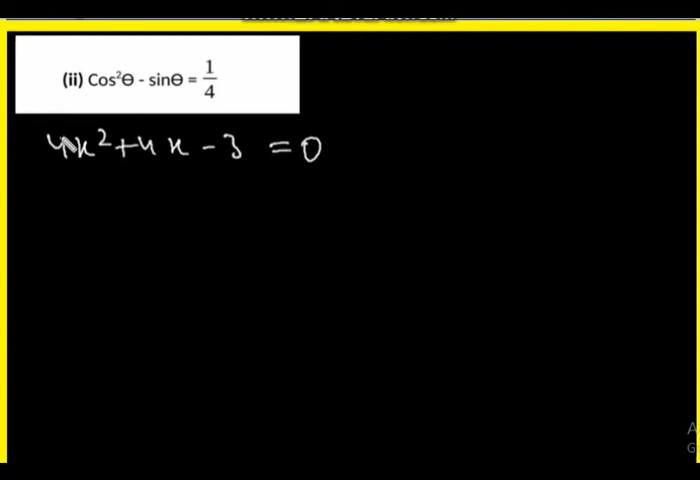 (ii) Cos²Θ - sinΘ = 1/4
4x² + 4x - 3 = 0
A
G